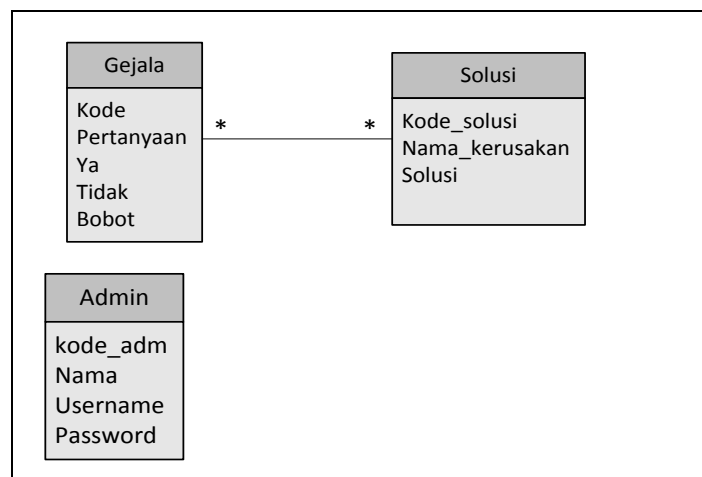 Gejala
Kode
Pertanyaan
Ya
Tidak
Bobot
* *
Solusi
Kode_solusi
Nama_kerusakan
Solusi
Admin
kode_adm
Nama
Username
Password